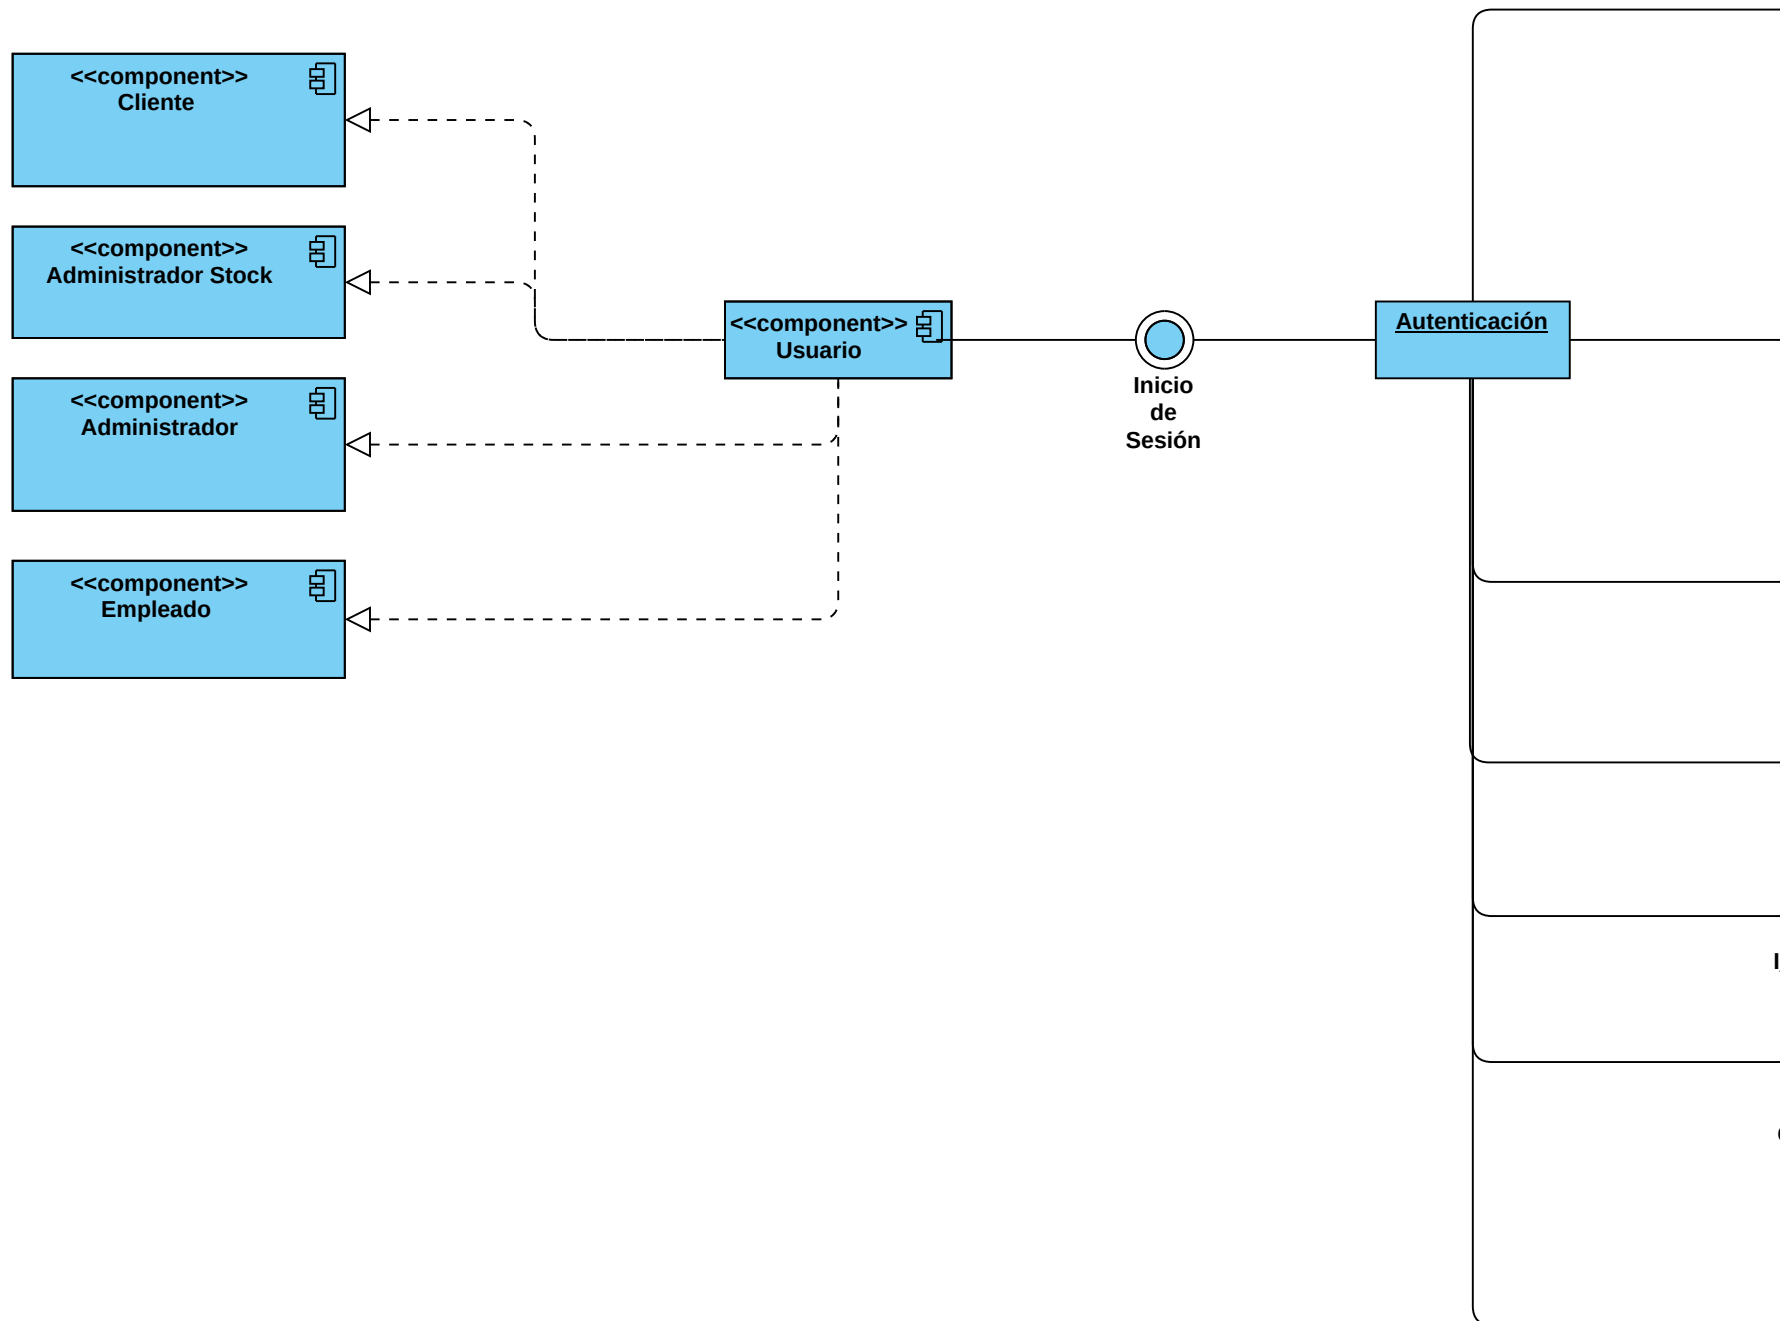 <<component>>
Cliente
<<component>>
Administrador Stock
<<component>>
Usuario
Autenticación
<<component>>
Administrador
Inicio
de
Sesión
<<component>>
Empleado